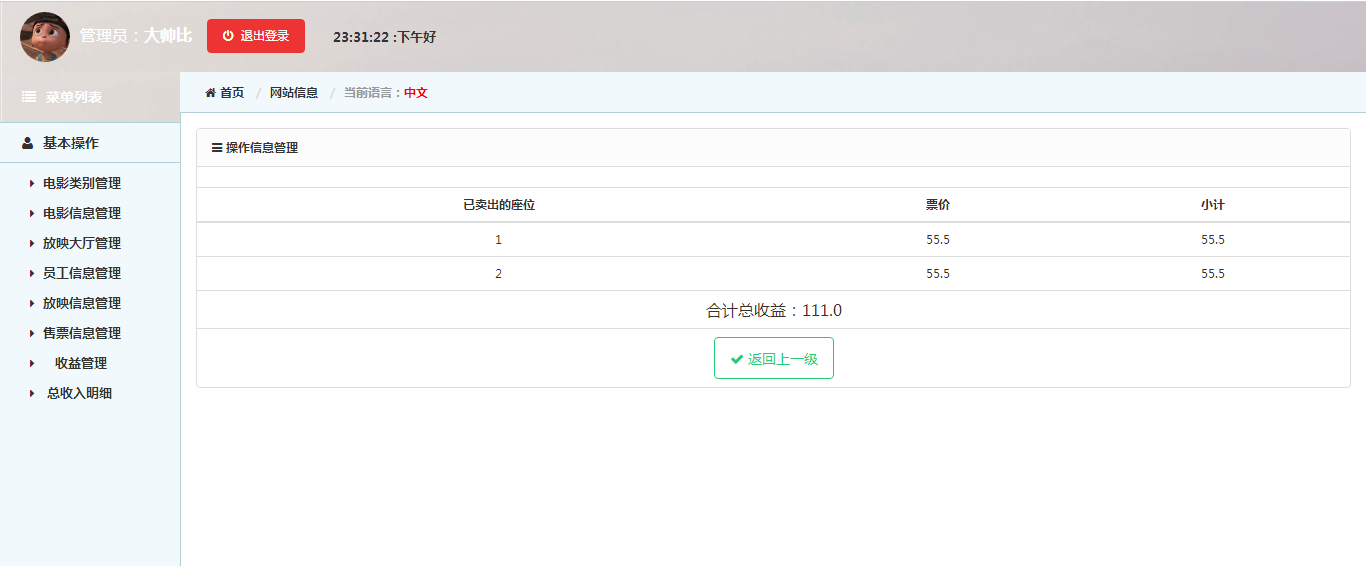 管理员：大帅比
退出登录
23:31:22 :下午好
菜单列表
首页 / 网站信息 / 当前语言：中文
基本操作
电影类别管理
电影信息管理
放映大厅管理
员工信息管理
放映信息管理
售票信息管理
收益管理
总收入明细
操作信息管理
已卖出的座位 票价 小计
1 55.5 55.5
2 55.5 55.5
合计总收益：111.0
返回上一级